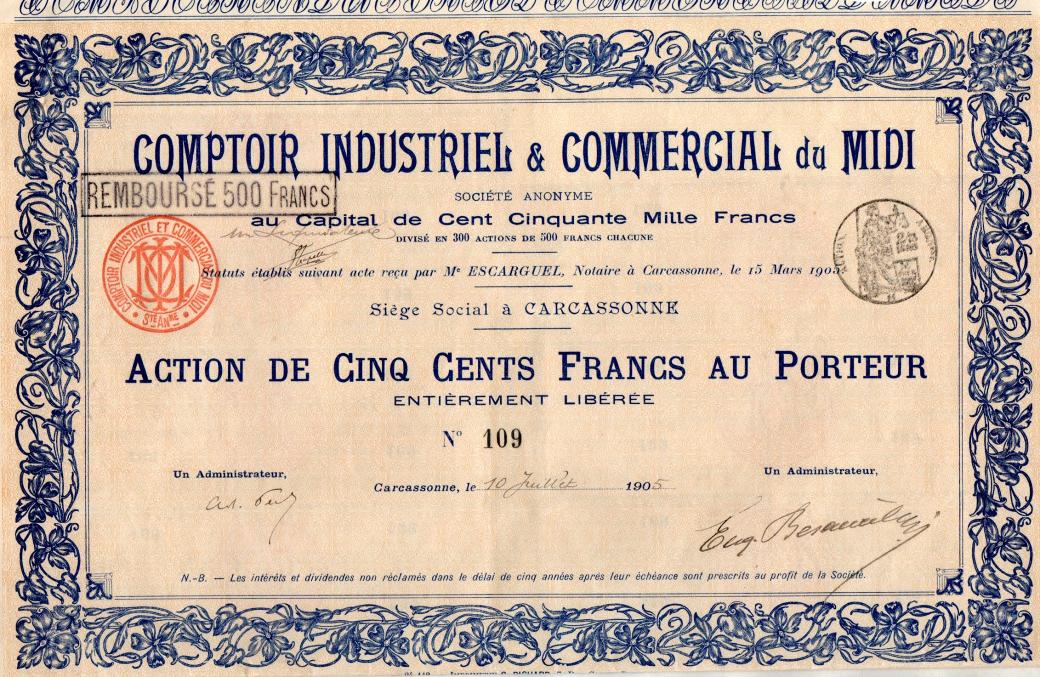 COMPTOIR INDUSTRIEL & COMMERCIAL du MIDI
REMBOURSÉ 500 FRANCS
SOCIÉTÉ ANONYME
au Capital de Cent Cinquante Mille Francs
DIVISÉ EN 300 ACTIONS DE 500 FRANCS CHACUNE
COMPTOIR INDUSTRIEL ET COMMERCIAL DU MIDI
STÉ ANME
Statuts établis suivant acte reçu par Me ESCARGUEL, Notaire à Carcassonne, le 15 Mars 1905
Siège Social à CARCASSONNE
ACTION DE CINQ CENTS FRANCS AU PORTEUR
ENTIÈREMENT LIBÉRÉE
No 109
Un Administrateur,
Carcassonne, le 10 Juillet 1905
Un Administrateur,
Eug.
N.-B. — Les intérêts et dividendes non réclamés dans le délai de cinq années après leur échéance sont prescrits au profit de la Société.